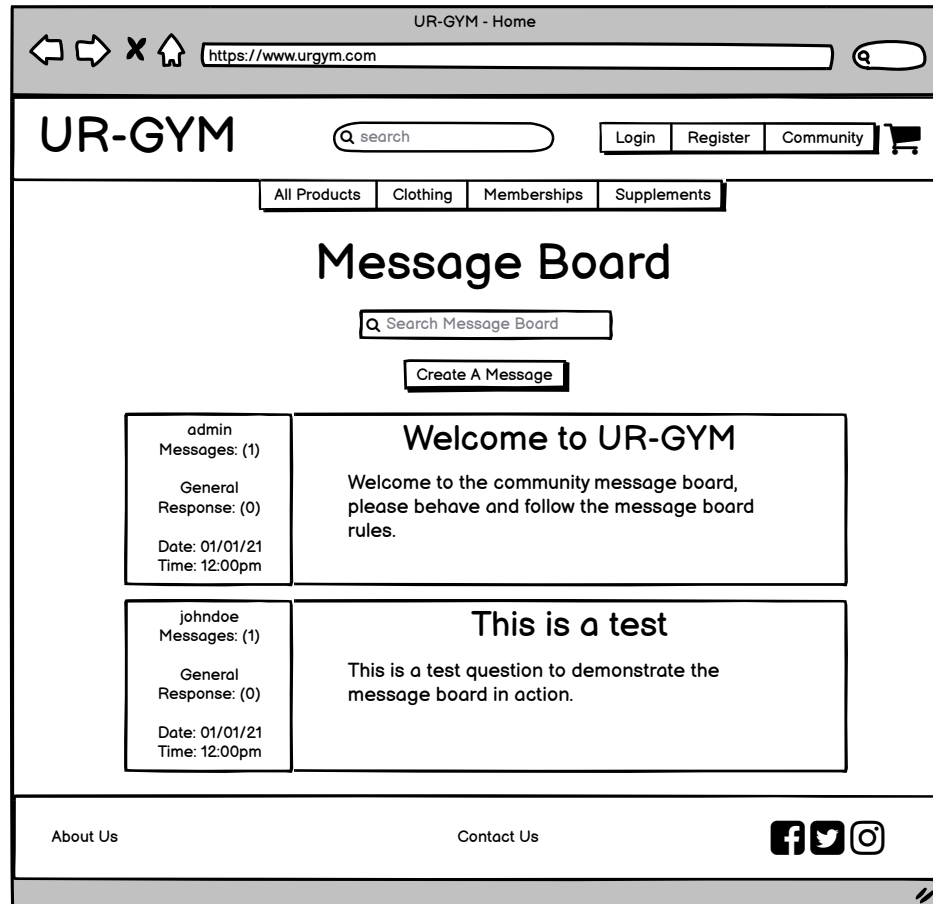 UR-GYM - Home
https://www.urgym.com
UR-GYM
search
Login
Register
Community
All Products
Clothing
Memberships
Supplements
Message Board
Search Message Board
Create A Message
admin
Messages: (1)
General
Response: (0)
Date: 01/01/21
Time: 12:00pm
Welcome to UR-GYM
Welcome to the community message board,
please behave and follow the message board
rules.
johndoe
Messages: (1)
General
Response: (0)
Date: 01/01/21
Time: 12:00pm
This is a test
This is a test question to demonstrate the
message board in action.
About Us
Contact Us